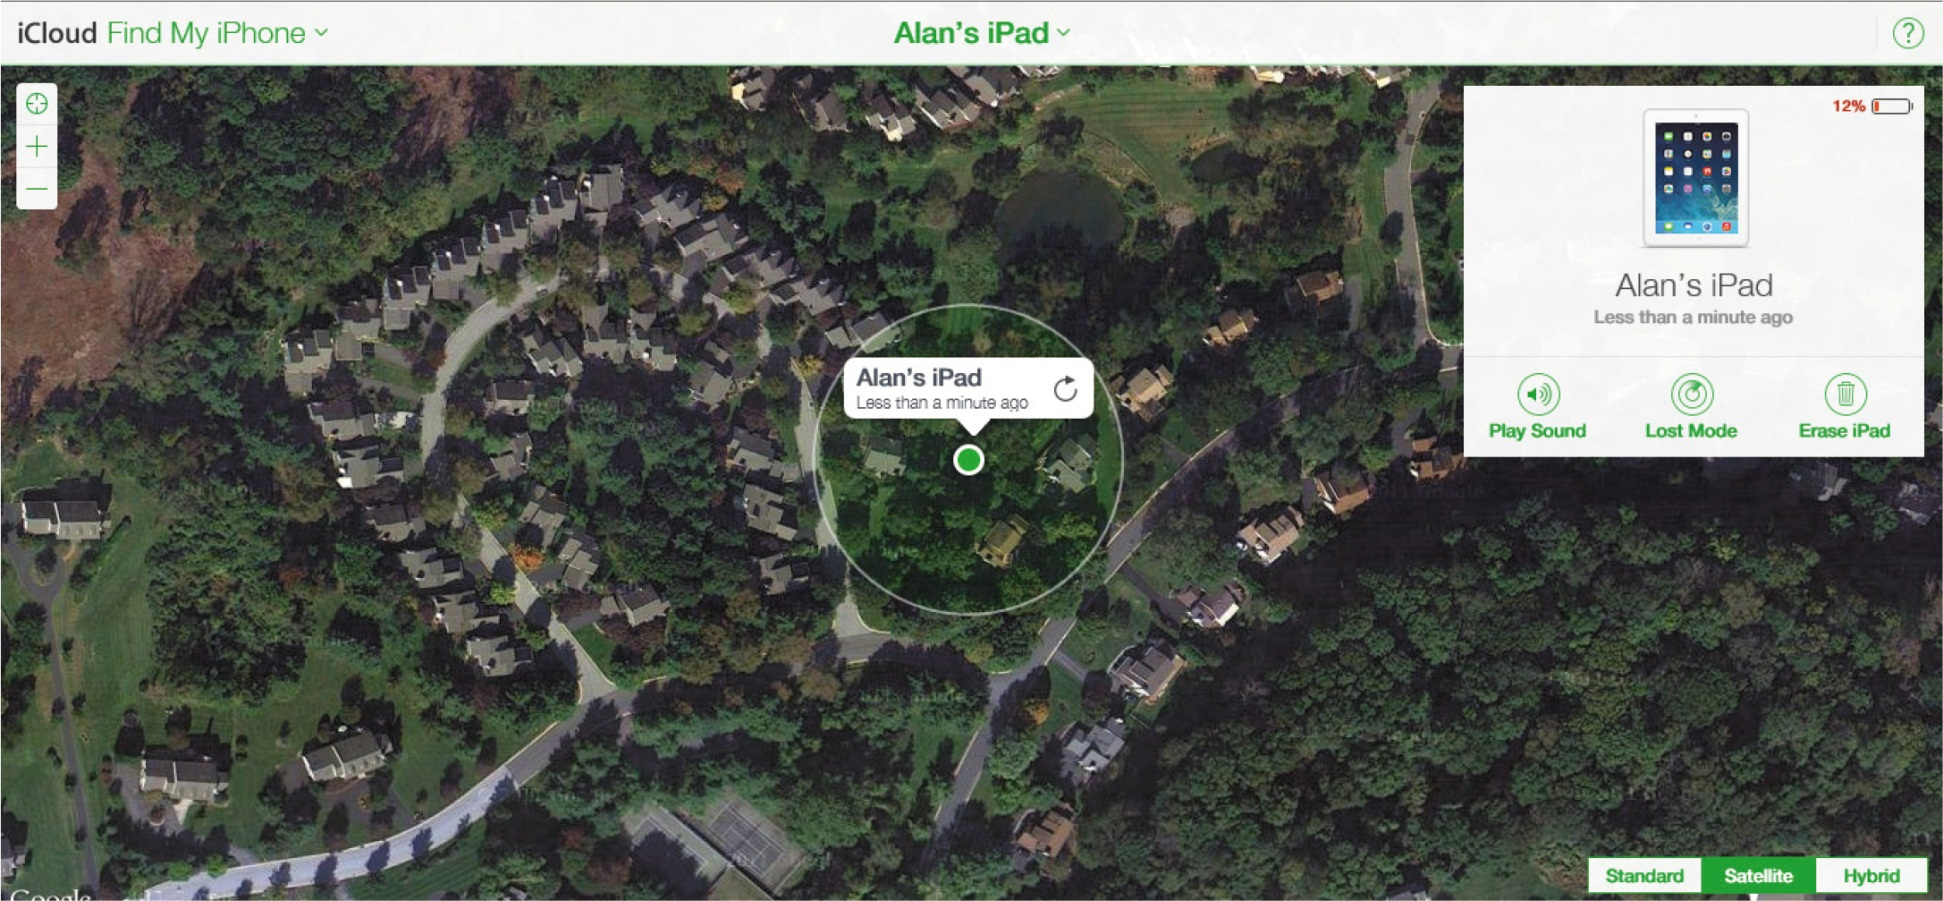 iCloud Find My iPhone
Alan's iPad
?
12%
Alan's iPad
Less than a minute ago
Alan's iPad
Less than a minute ago
Play Sound
Lost Mode
Erase iPad
Standard
Satellite
Hybrid
Google